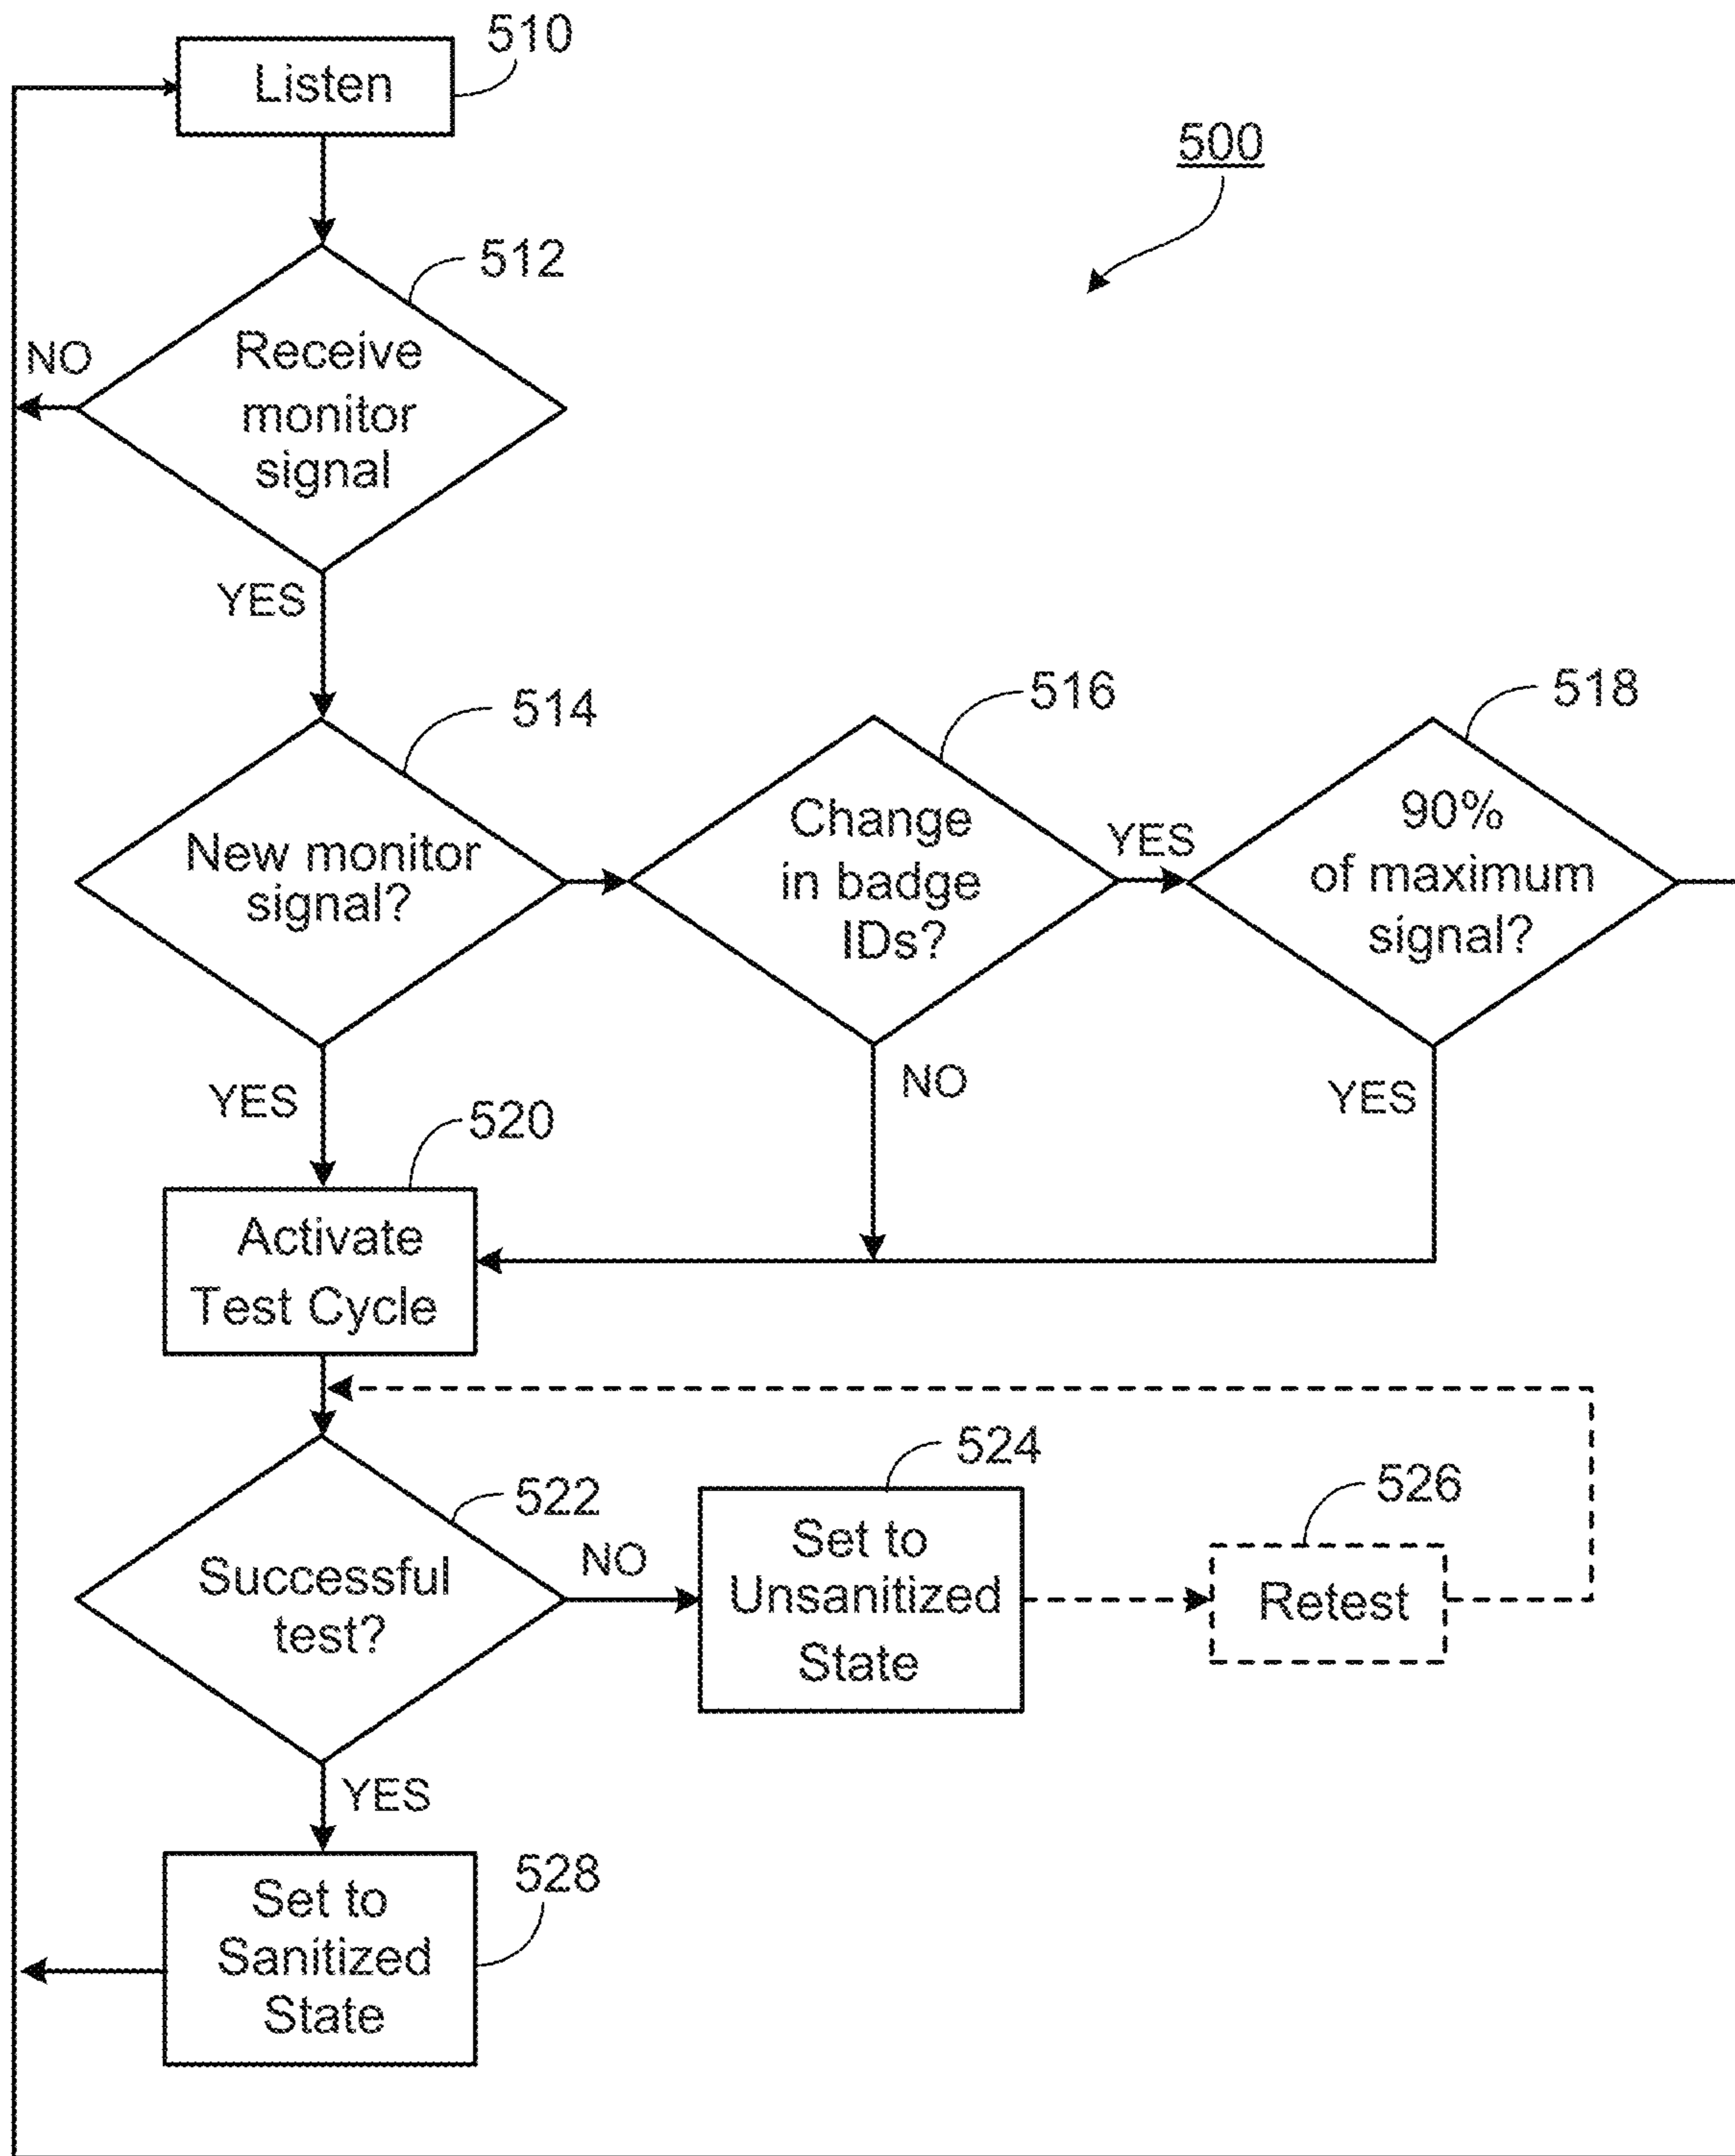 510
Listen
500
512
NO
Receive
monitor
signal
YES
514
516
518
New monitor
signal?
Change
in badge
IDs?
YES
90%
of maximum
signal?
YES
NO
YES
520
Activate
Test Cycle
522
524
526
Successful
test?
NO
Set to
Unsanitized
State
Retest
YES
528
Set to
Sanitized
State